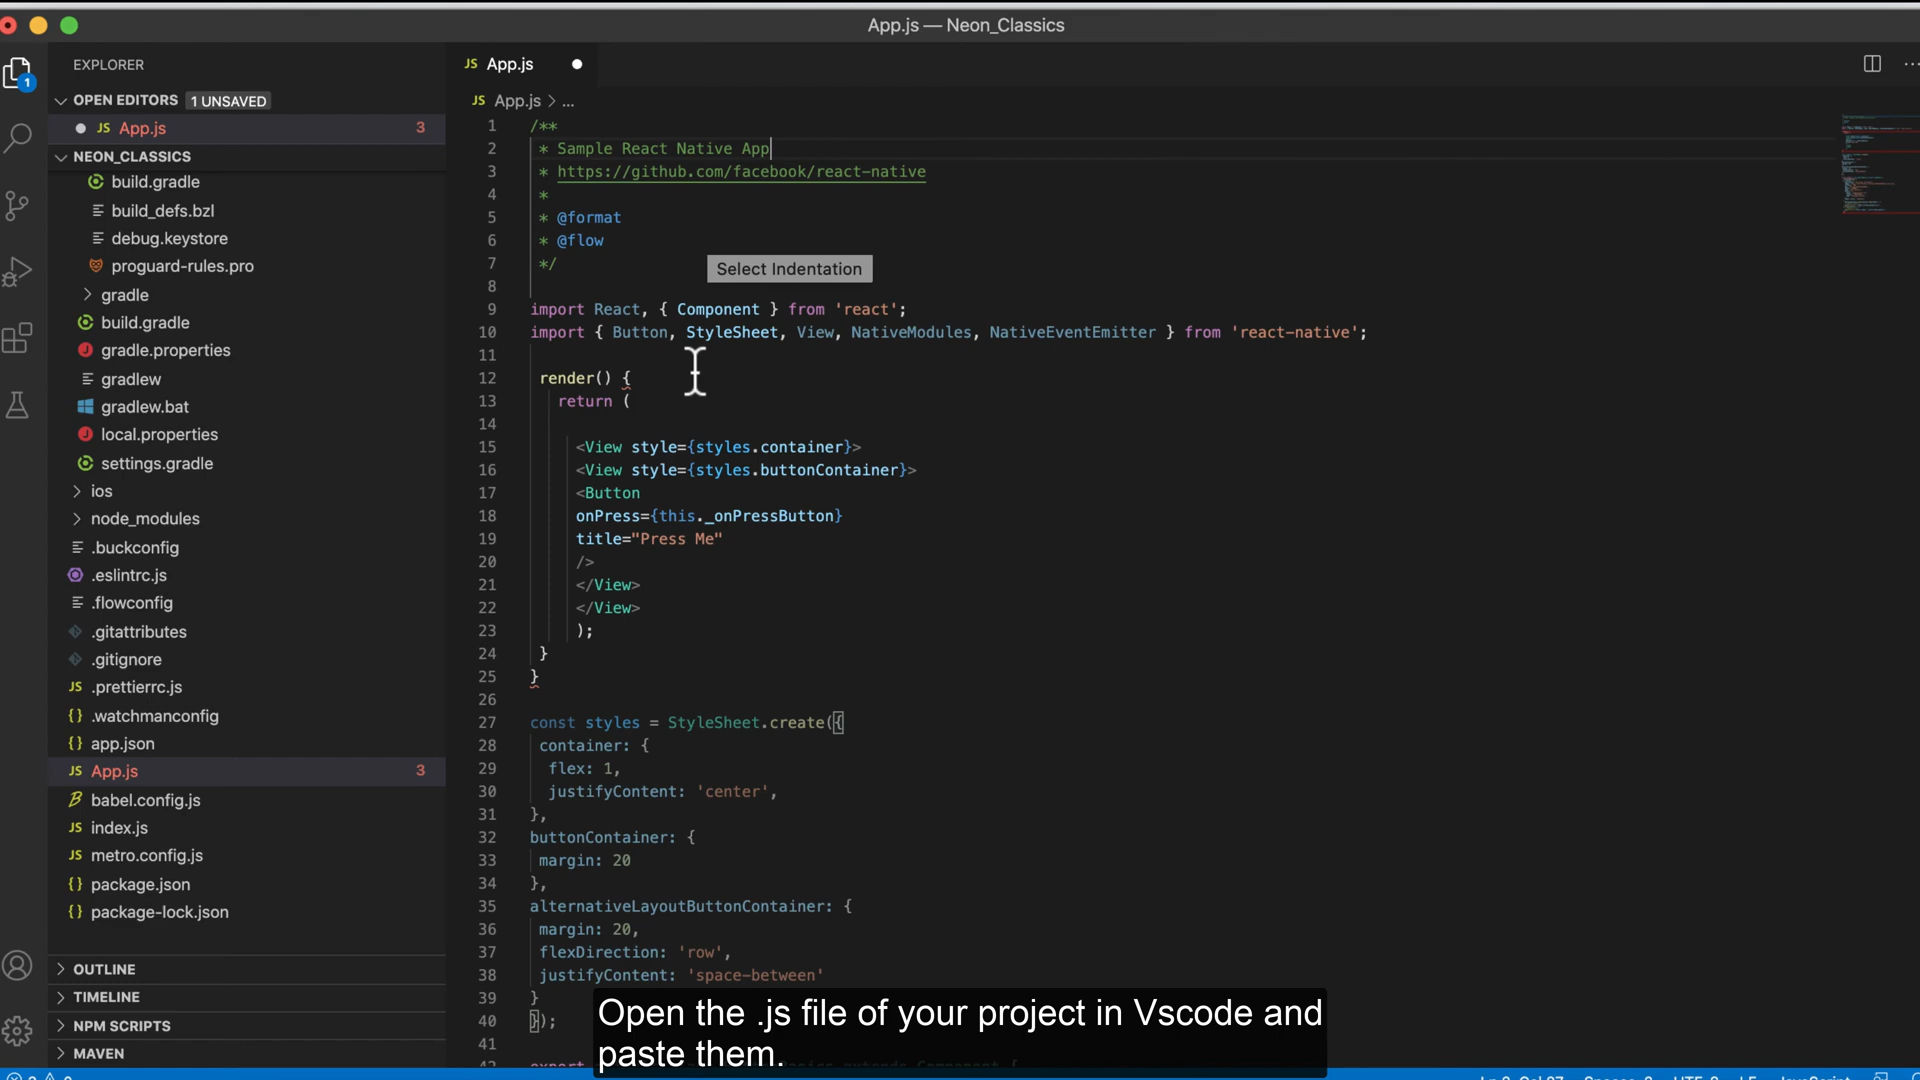 App.js — Neon_Classics
EXPLORER
OPEN EDITORS 1 UNSAVED
JS App.js 3
NEON_CLASSICS
build.gradle
build_defs.bzl
debug.keystore
proguard-rules.pro
gradle
build.gradle
gradle.properties
gradlew
gradlew.bat
local.properties
settings.gradle
ios
node_modules
.buckconfig
.eslintrc.js
.flowconfig
.gitattributes
.gitignore
JS .prettierrc.js
{} .watchmanconfig
{} app.json
JS App.js 3
babel.config.js
JS index.js
JS metro.config.js
{} package.json
{} package-lock.json
OUTLINE
TIMELINE
NPM SCRIPTS
MAVEN
1
JS App.js
JS App.js > ...
1 /**
2 * Sample React Native App
3 * https://github.com/facebook/react-native
4 *
5 * @format
6 * @flow
7 */
Select Indentation
8
9 import React, { Component } from 'react';
10 import { Button, StyleSheet, View, NativeModules, NativeEventEmitter } from 'react-native';
11
12 render() {
13 return (
14
15 <View style={styles.container}>
16 <View style={styles.buttonContainer}>
17 <Button
18 onPress={this._onPressButton}
19 title="Press Me"
20 />
21 </View>
22 </View>
23 );
24 }
25 }
26
27 const styles = StyleSheet.create({
28 container: {
29 flex: 1,
30 justifyContent: 'center',
31 },
32 buttonContainer: {
33 margin: 20
34 },
35 alternativeLayoutButtonContainer: {
36 margin: 20,
37 flexDirection: 'row',
38 justifyContent: 'space-between'
39 }
40 });
41
Open the .js file of your project in Vscode and
paste them.